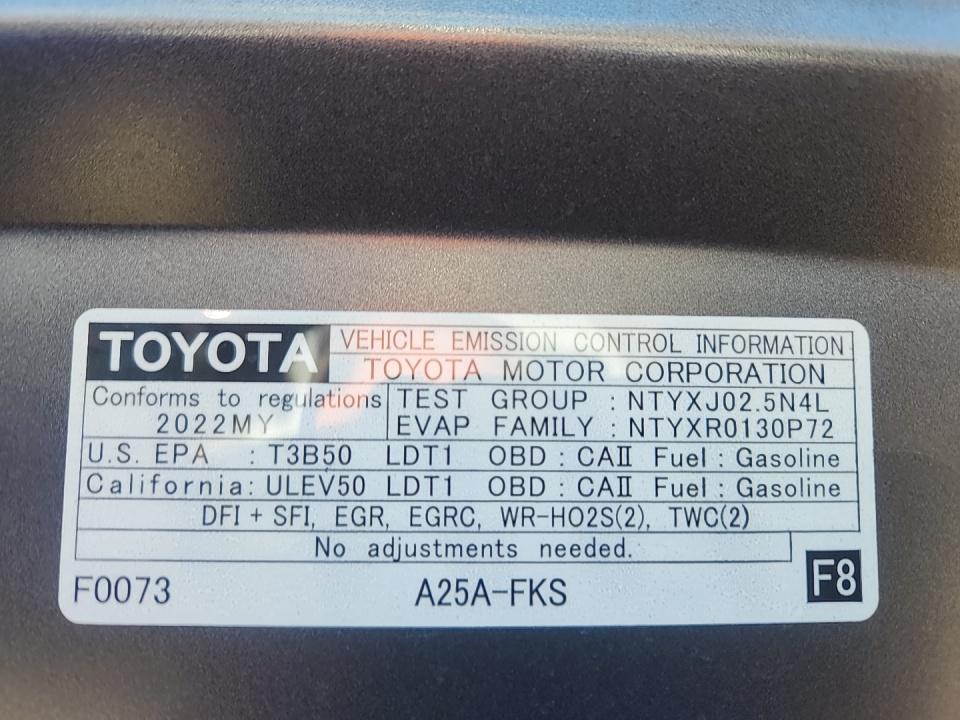 TOYOTA VEHICLE EMISSION CONTROL INFORMATION
TOYOTA MOTOR CORPORATION
Conforms to regulations TEST GROUP : NTYXJ02.5N4L
2022MY EVAP FAMILY : NTYXR0130P72
U.S. EPA : T3B50 LDT1 OBD : CAⅡ Fuel : Gasoline
California: ULEV50 LDT1 OBD : CAⅡ Fuel : Gasoline
DFI + SFI, EGR, EGRC, WR-HO2S(2), TWC(2)
No adjustments needed.
F0073 A25A-FKS F8